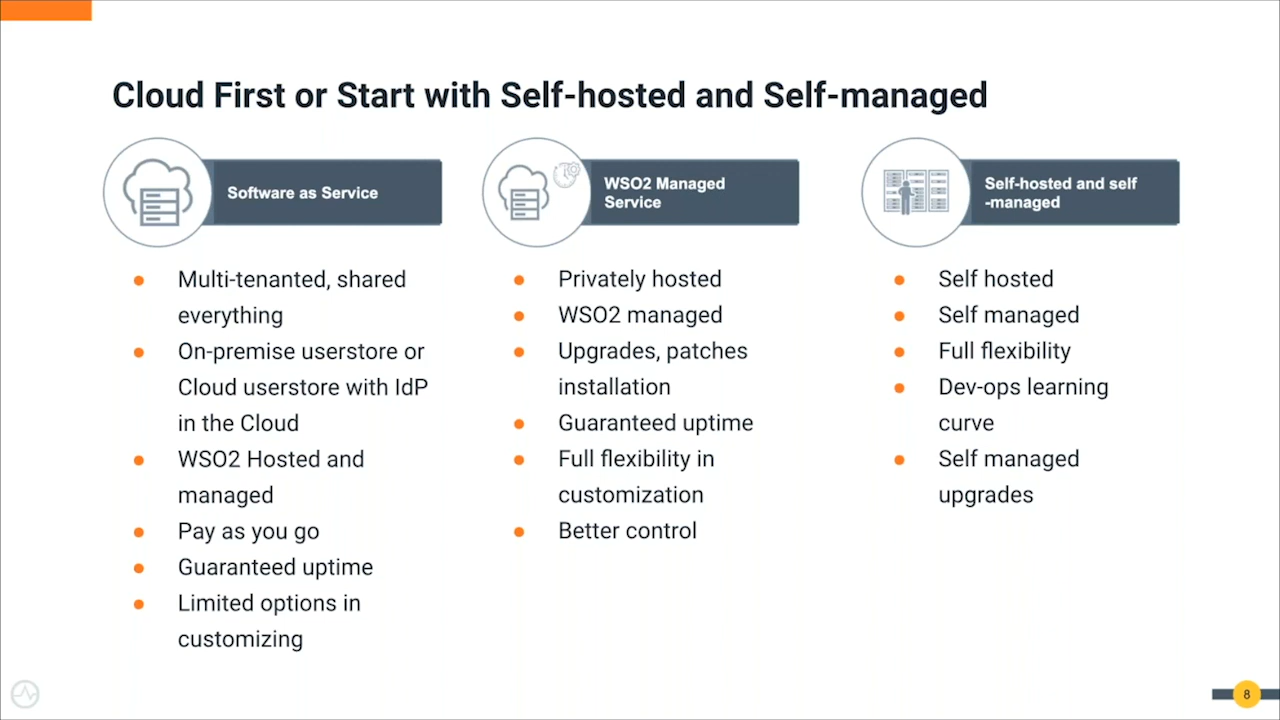 Cloud First or Start with Self-hosted and Self-managed
Software as Service
Multi-tenanted, shared
everything
On-premise userstore or
Cloud userstore with IdP
in the Cloud
WSO2 Hosted and
managed
Pay as you go
Guaranteed uptime
Limited options in
customizing
WSO2 Managed
Service
Privately hosted
WSO2 managed
Upgrades, patches
installation
Guaranteed uptime
Full flexibility in
customization
Better control
Self-hosted and self
-managed
Self hosted
Self managed
Full flexibility
Dev-ops learning
curve
Self managed
upgrades
8